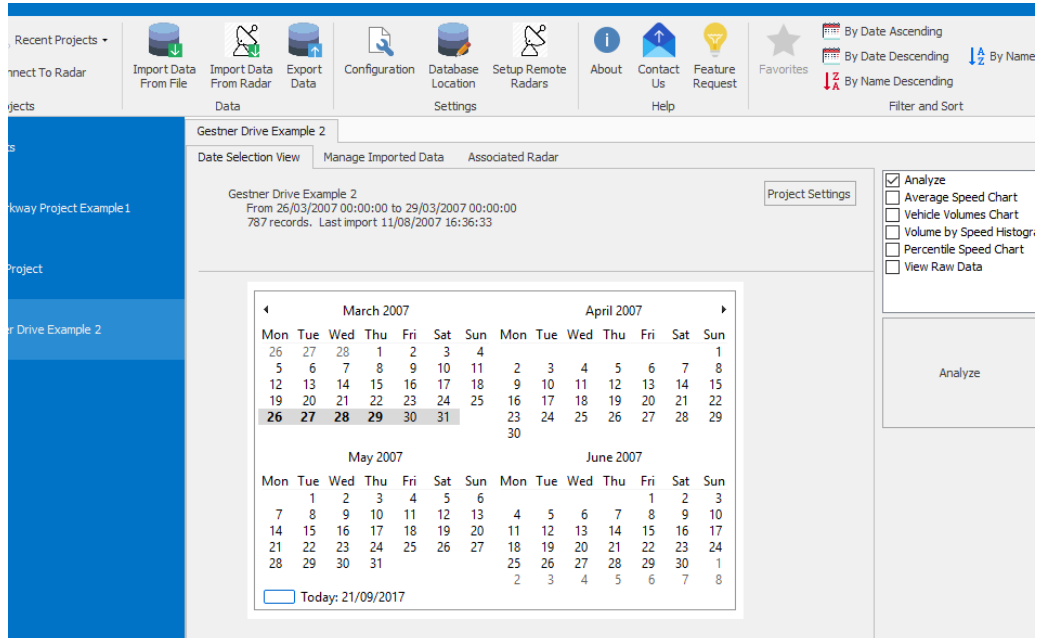 Recent Projects
nnect To Radar
Import Data From File
Import Data From Radar
Export Data
Configuration
Database Location
Setup Remote Radars
About
Contact Us
Feature Request
Favorites
By Date Ascending
By Date Descending
By Name
By Name Descending
jects
Data
Settings
Help
Filter and Sort
ts
rkway Project Example1
Project
er Drive Example 2
Gestner Drive Example 2
Date Selection View
Manage Imported Data
Associated Radar
Gestner Drive Example 2
From 26/03/2007 00:00:00 to 29/03/2007 00:00:00
787 records. Last import 11/08/2007 16:36:33
Project Settings
Analyze
Average Speed Chart
Vehicle Volumes Chart
Volume by Speed Histogra
Percentile Speed Chart
View Raw Data
Analyze
March 2007
Mon Tue Wed Thu Fri Sat Sun
26 27 28 1 2 3 4
5 6 7 8 9 10 11
12 13 14 15 16 17 18
19 20 21 22 23 24 25
26 27 28 29 30 31
April 2007
Mon Tue Wed Thu Fri Sat Sun
1
2 3 4 5 6 7 8
9 10 11 12 13 14 15
16 17 18 19 20 21 22
23 24 25 26 27 28 29
30
May 2007
Mon Tue Wed Thu Fri Sat Sun
1 2 3 4 5 6
7 8 9 10 11 12 13
14 15 16 17 18 19 20
21 22 23 24 25 26 27
28 29 30 31
June 2007
Mon Tue Wed Thu Fri Sat Sun
1 2 3
4 5 6 7 8 9 10
11 12 13 14 15 16 17
18 19 20 21 22 23 24
25 26 27 28 29 30 1
2 3 4 5 6 7 8
Today: 21/09/2017